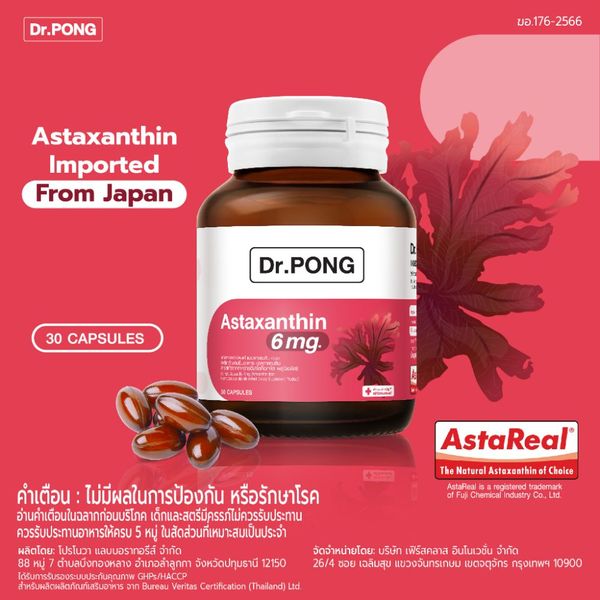 Dr.PONG
ฆอ.176-2566
Astaxanthin
Imported
From Japan
30 CAPSULES
Dr.PONG
Astaxanthin
6 mg.
30 CAPSULES
AstaReal®
The Natural Astaxanthin of Choice
AstaReal is a registered trademark
of Fuji Chemical Industry Co., Ltd.
คำเตือน : ไม่มีผลในการป้องกัน หรือรักษาโรค
อ่านคำเตือนในฉลากก่อนบริโภค เด็กและสตรีมีครรภ์ไม่ควรรับประทาน
ควรรับประทานอาหารให้ครบ 5 หมู่ ในสัดส่วนที่เหมาะสมเป็นประจำ
ผลิตโดย: โปรโนวา แลบบอราทอรีส์ จำกัด
88 หมู่ 7 ตำบลบึงทองหลาง อำเภอลำลูกกา จังหวัดปทุมธานี 12150
ได้รับการรับรองระบบประกันคุณภาพ GHPs/HACCP
สำหรับผลิตผลิตภัณฑ์เสริมอาหาร จาก Bureau Veritas Certification (Thailand) Ltd.
จัดจำหน่ายโดย: บริษัท เฟิร์สคลาส อินโนเวชั่น จำกัด
26/4 ซอย เฉลิมสุข แขวงจันทรเกษม เขตจตุจักร กรุงเทพฯ 10900